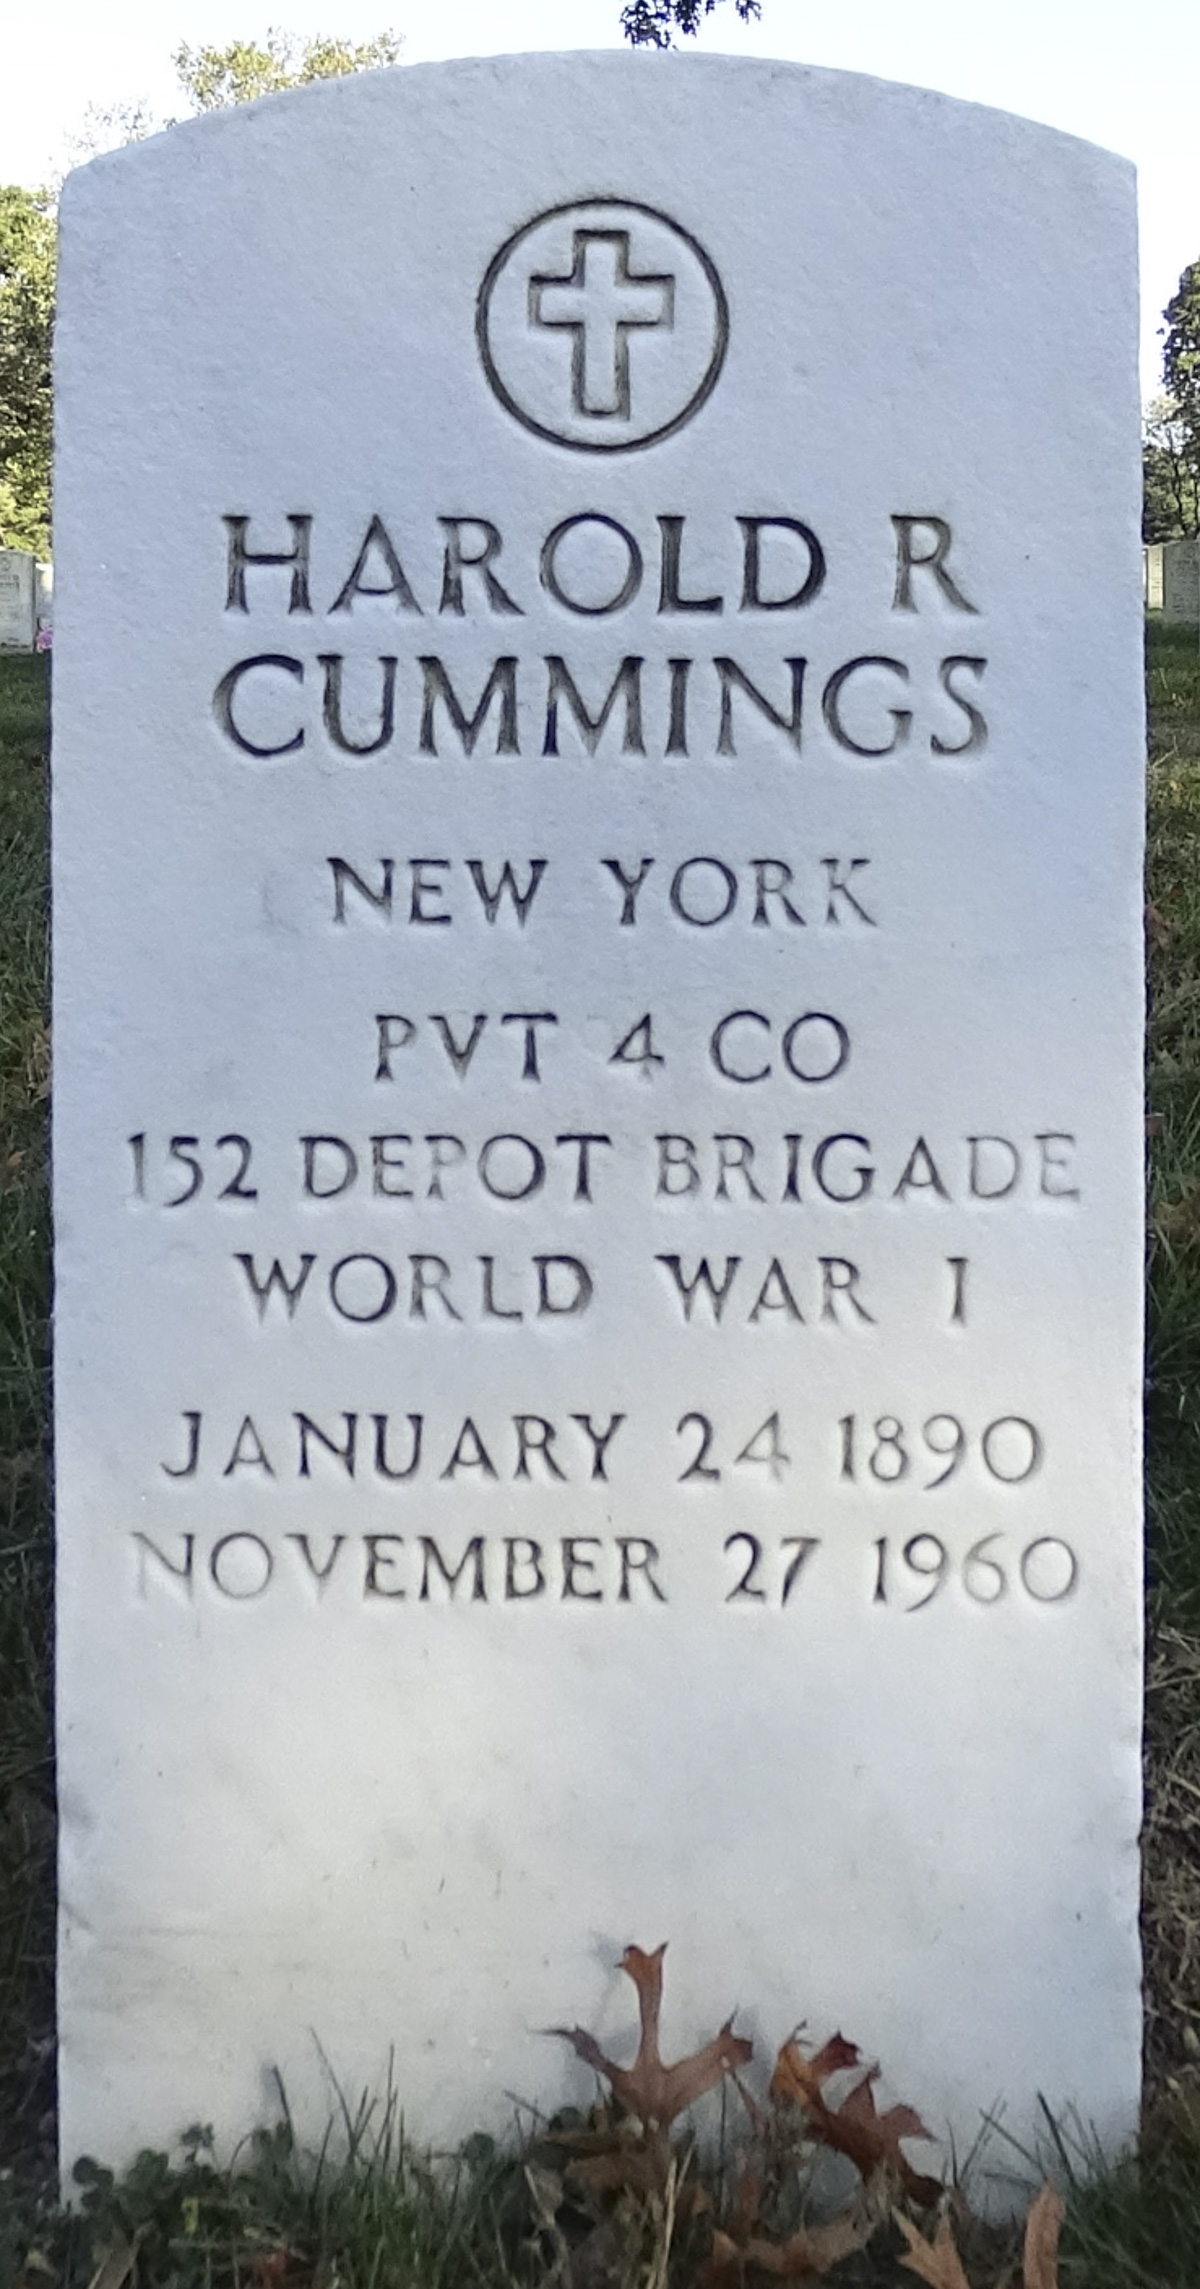 HAROLD R
CUMMINGS
NEW YORK
PVT 4 CO
152 DEPOT BRIGADE
WORLD WAR I
JANUARY 24 1890
NOVEMBER 27 1960